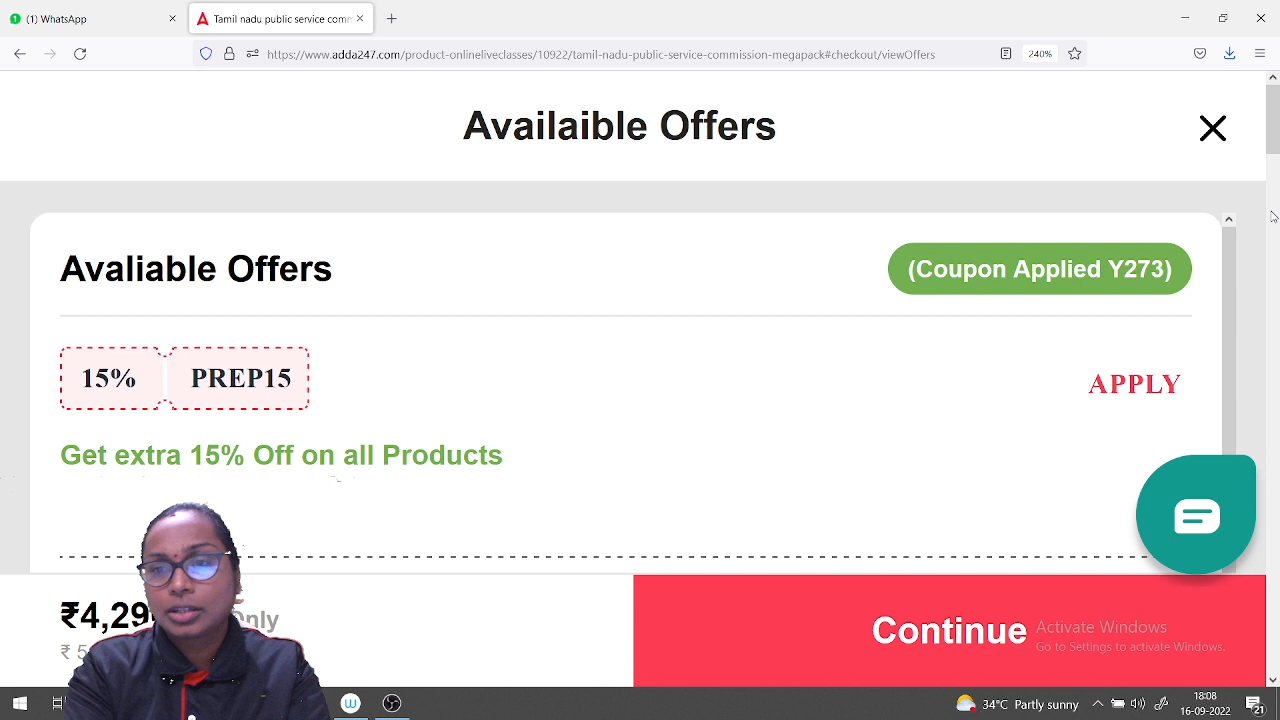 (1) WhatsApp
Tamil nadu public service comm
https://www.adda247.com/product-onlineliveclasses/10922/tamil-nadu-public-service-commission-megapack#checkout/viewOffers
240%
Availaible Offers
Avaliable Offers
(Coupon Applied Y273)
15%
PREP15
APPLY
Get extra 15% Off on all Products
Continue
Activate Windows
Go to Settings to activate Windows.
34°C Partly sunny
18:08
16-09-2022
21